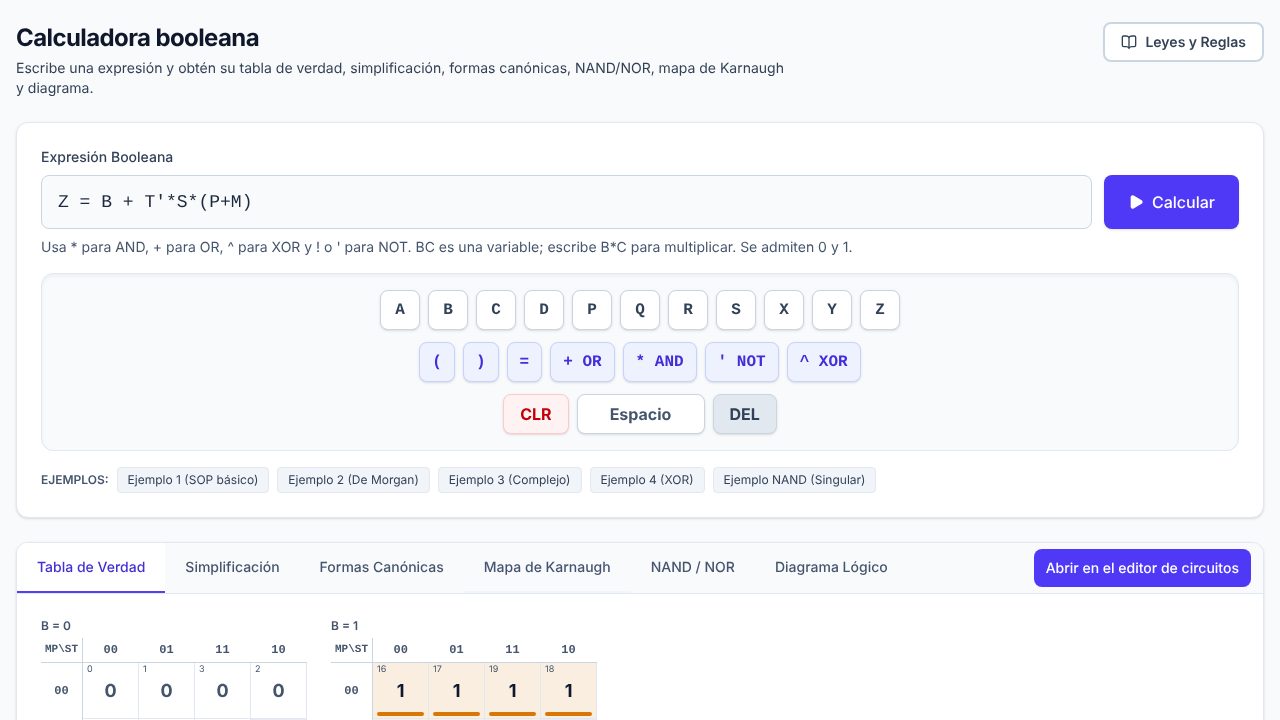 Calculadora booleana
Escribe una expresión y obtén su tabla de verdad, simplificación, formas canónicas, NAND/NOR, mapa de Karnaugh
y diagrama.
Leyes y Reglas
Expresión Booleana
Z = B + T'*S*(P+M)
Calcular
Usa * para AND, + para OR, ^ para XOR y ! o ' para NOT. BC es una variable; escribe B*C para multiplicar. Se admiten 0 y 1.
A B C D P Q R S X Y Z
( ) = + OR * AND ' NOT ^ XOR
CLR Espacio DEL
EJEMPLOS: Ejemplo 1 (SOP básico) Ejemplo 2 (De Morgan) Ejemplo 3 (Complejo) Ejemplo 4 (XOR) Ejemplo NAND (Singular)
Tabla de Verdad Simplificación Formas Canónicas Mapa de Karnaugh NAND / NOR Diagrama Lógico Abrir en el editor de circuitos
B = 0 B = 1
MP\ST 00 01 11 10 MP\ST 00 01 11 10
0 1 3 2 16 17 19 18
00 0 0 0 0 00 1 1 1 1